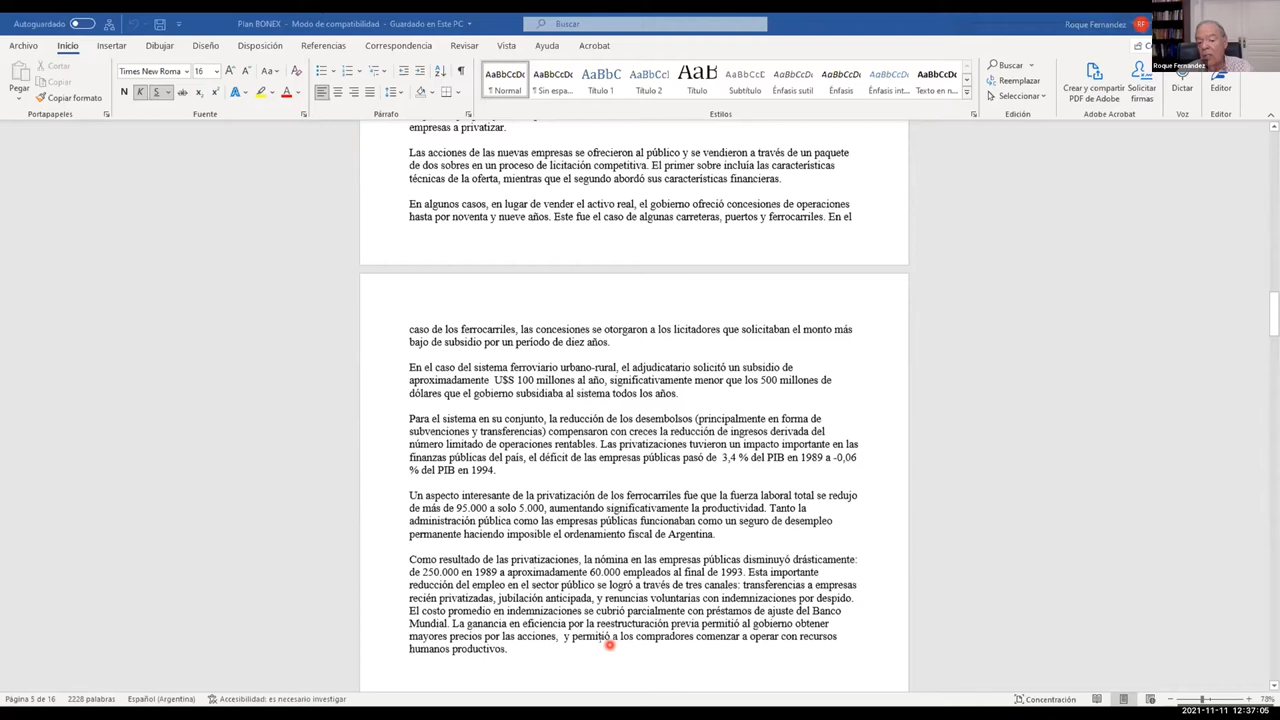 Autoguardado
Plan BONEX - Modo de compatibilidad - Guardado en Este PC
Buscar
Roque Fernandez RF
Archivo Inicio Insertar Dibujar Diseño Disposición Referencias Correspondencia Revisar Vista Ayuda Acrobat
Roque Fernandez
Pegar
Cortar
Copiar
Copiar formato
Portapapeles
Times New Roma 16
N K S
Fuente
Párrafo
AaBbCcDc AaBbCcDc AaBbC AaBbCcl AaB AaBbCcD AaBbCcDt AaBbCcDt AaBbCcDt AaBbCcDc
¶ Normal ¶ Sin espa... Título 1 Título 2 Título Subtítulo Énfasis sutil Énfasis Énfasis int... Texto en n...
Estilos
Buscar
Reemplazar
Seleccionar
Edición
Crear y compartir PDF de Adobe
Solicitar firmas
Adobe Acrobat
Dictar
Voz
Editor
Editor
empresas a privatizar.
Las acciones de las nuevas empresas se ofrecieron al público y se vendieron a través de un paquete
de dos sobres en un proceso de licitación competitiva. El primer sobre incluía las características
técnicas de la oferta, mientras que el segundo abordó sus características financieras.
En algunos casos, en lugar de vender el activo real, el gobierno ofreció concesiones de operaciones
hasta por noventa y nueve años. Este fue el caso de algunas carreteras, puertos y ferrocarriles. En el
caso de los ferrocarriles, las concesiones se otorgaron a los licitadores que solicitaban el monto más
bajo de subsidio por un período de diez años.
En el caso del sistema ferroviario urbano-rural, el adjudicatario solicitó un subsidio de
aproximadamente U$S 100 millones al año, significativamente menor que los 500 millones de
dólares que el gobierno subsidiaba al sistema todos los años.
Para el sistema en su conjunto, la reducción de los desembolsos (principalmente en forma de
subvenciones y transferencias) compensaron con creces la reducción de ingresos derivada del
número limitado de operaciones rentables. Las privatizaciones tuvieron un impacto importante en las
finanzas públicas del país, el déficit de las empresas públicas pasó de 3,4 % del PIB en 1989 a -0,06
% del PIB en 1994.
Un aspecto interesante de la privatización de los ferrocarriles fue que la fuerza laboral total se redujo
de más de 95.000 a solo 5.000, aumentando significativamente la productividad. Tanto la
administración pública como las empresas públicas funcionaban como un seguro de desempleo
permanente haciendo imposible el ordenamiento fiscal de Argentina.
Como resultado de las privatizaciones, la nómina en las empresas públicas disminuyó drásticamente:
de 250.000 en 1989 a aproximadamente 60.000 empleados al final de 1993. Esta importante
reducción del empleo en el sector público se logró a través de tres canales: transferencias a empresas
recién privatizadas, jubilación anticipada, y renuncias voluntarias con indemnizaciones por despido.
El costo promedio en indemnizaciones se cubrió parcialmente con préstamos de ajuste del Banco
Mundial. La ganancia en eficiencia por la reestructuración previa permitió al gobierno obtener
mayores precios por las acciones, y permitió a los compradores comenzar a operar con recursos
humanos productivos.
Página 5 de 16 2228 palabras Español (Argentina) Accesibilidad: es necesario investigar
Concentración
78%
2021-11-11 12:37:05